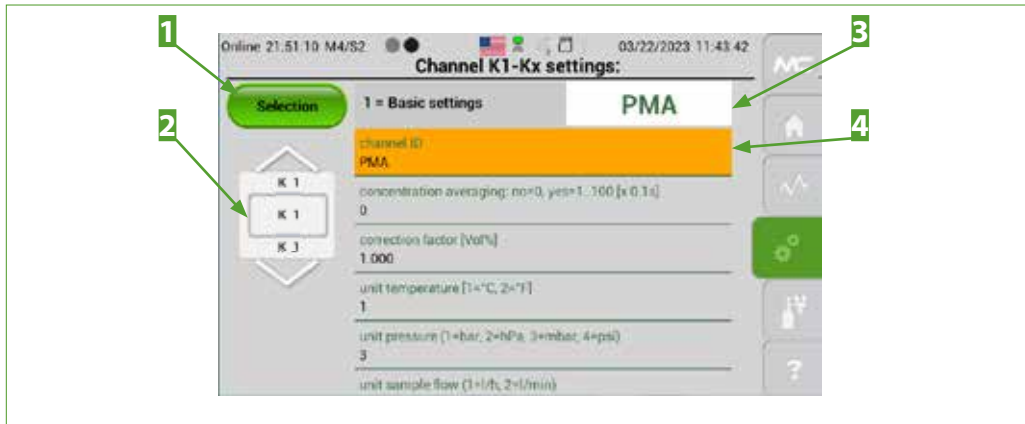 1
2
3
4
Online 21.51.10 M4/S2 03/22/2023 11:43:42
Channel K1-Kx settings:
Selection
1 = Basic settings
PMA
channel ID
PMA
K 1
K 1
K 1
concentration averaging: no=0, yes=1..100 [x 0.1s]
0
correction factor [Vol%]
1.000
unit temperature [1=°C, 2=°F]
1
unit pressure (1=bar, 2=hPa, 3=mbar, 4=psi)
3
unit sample flow (1=l/h, 2=l/min)
MC
?